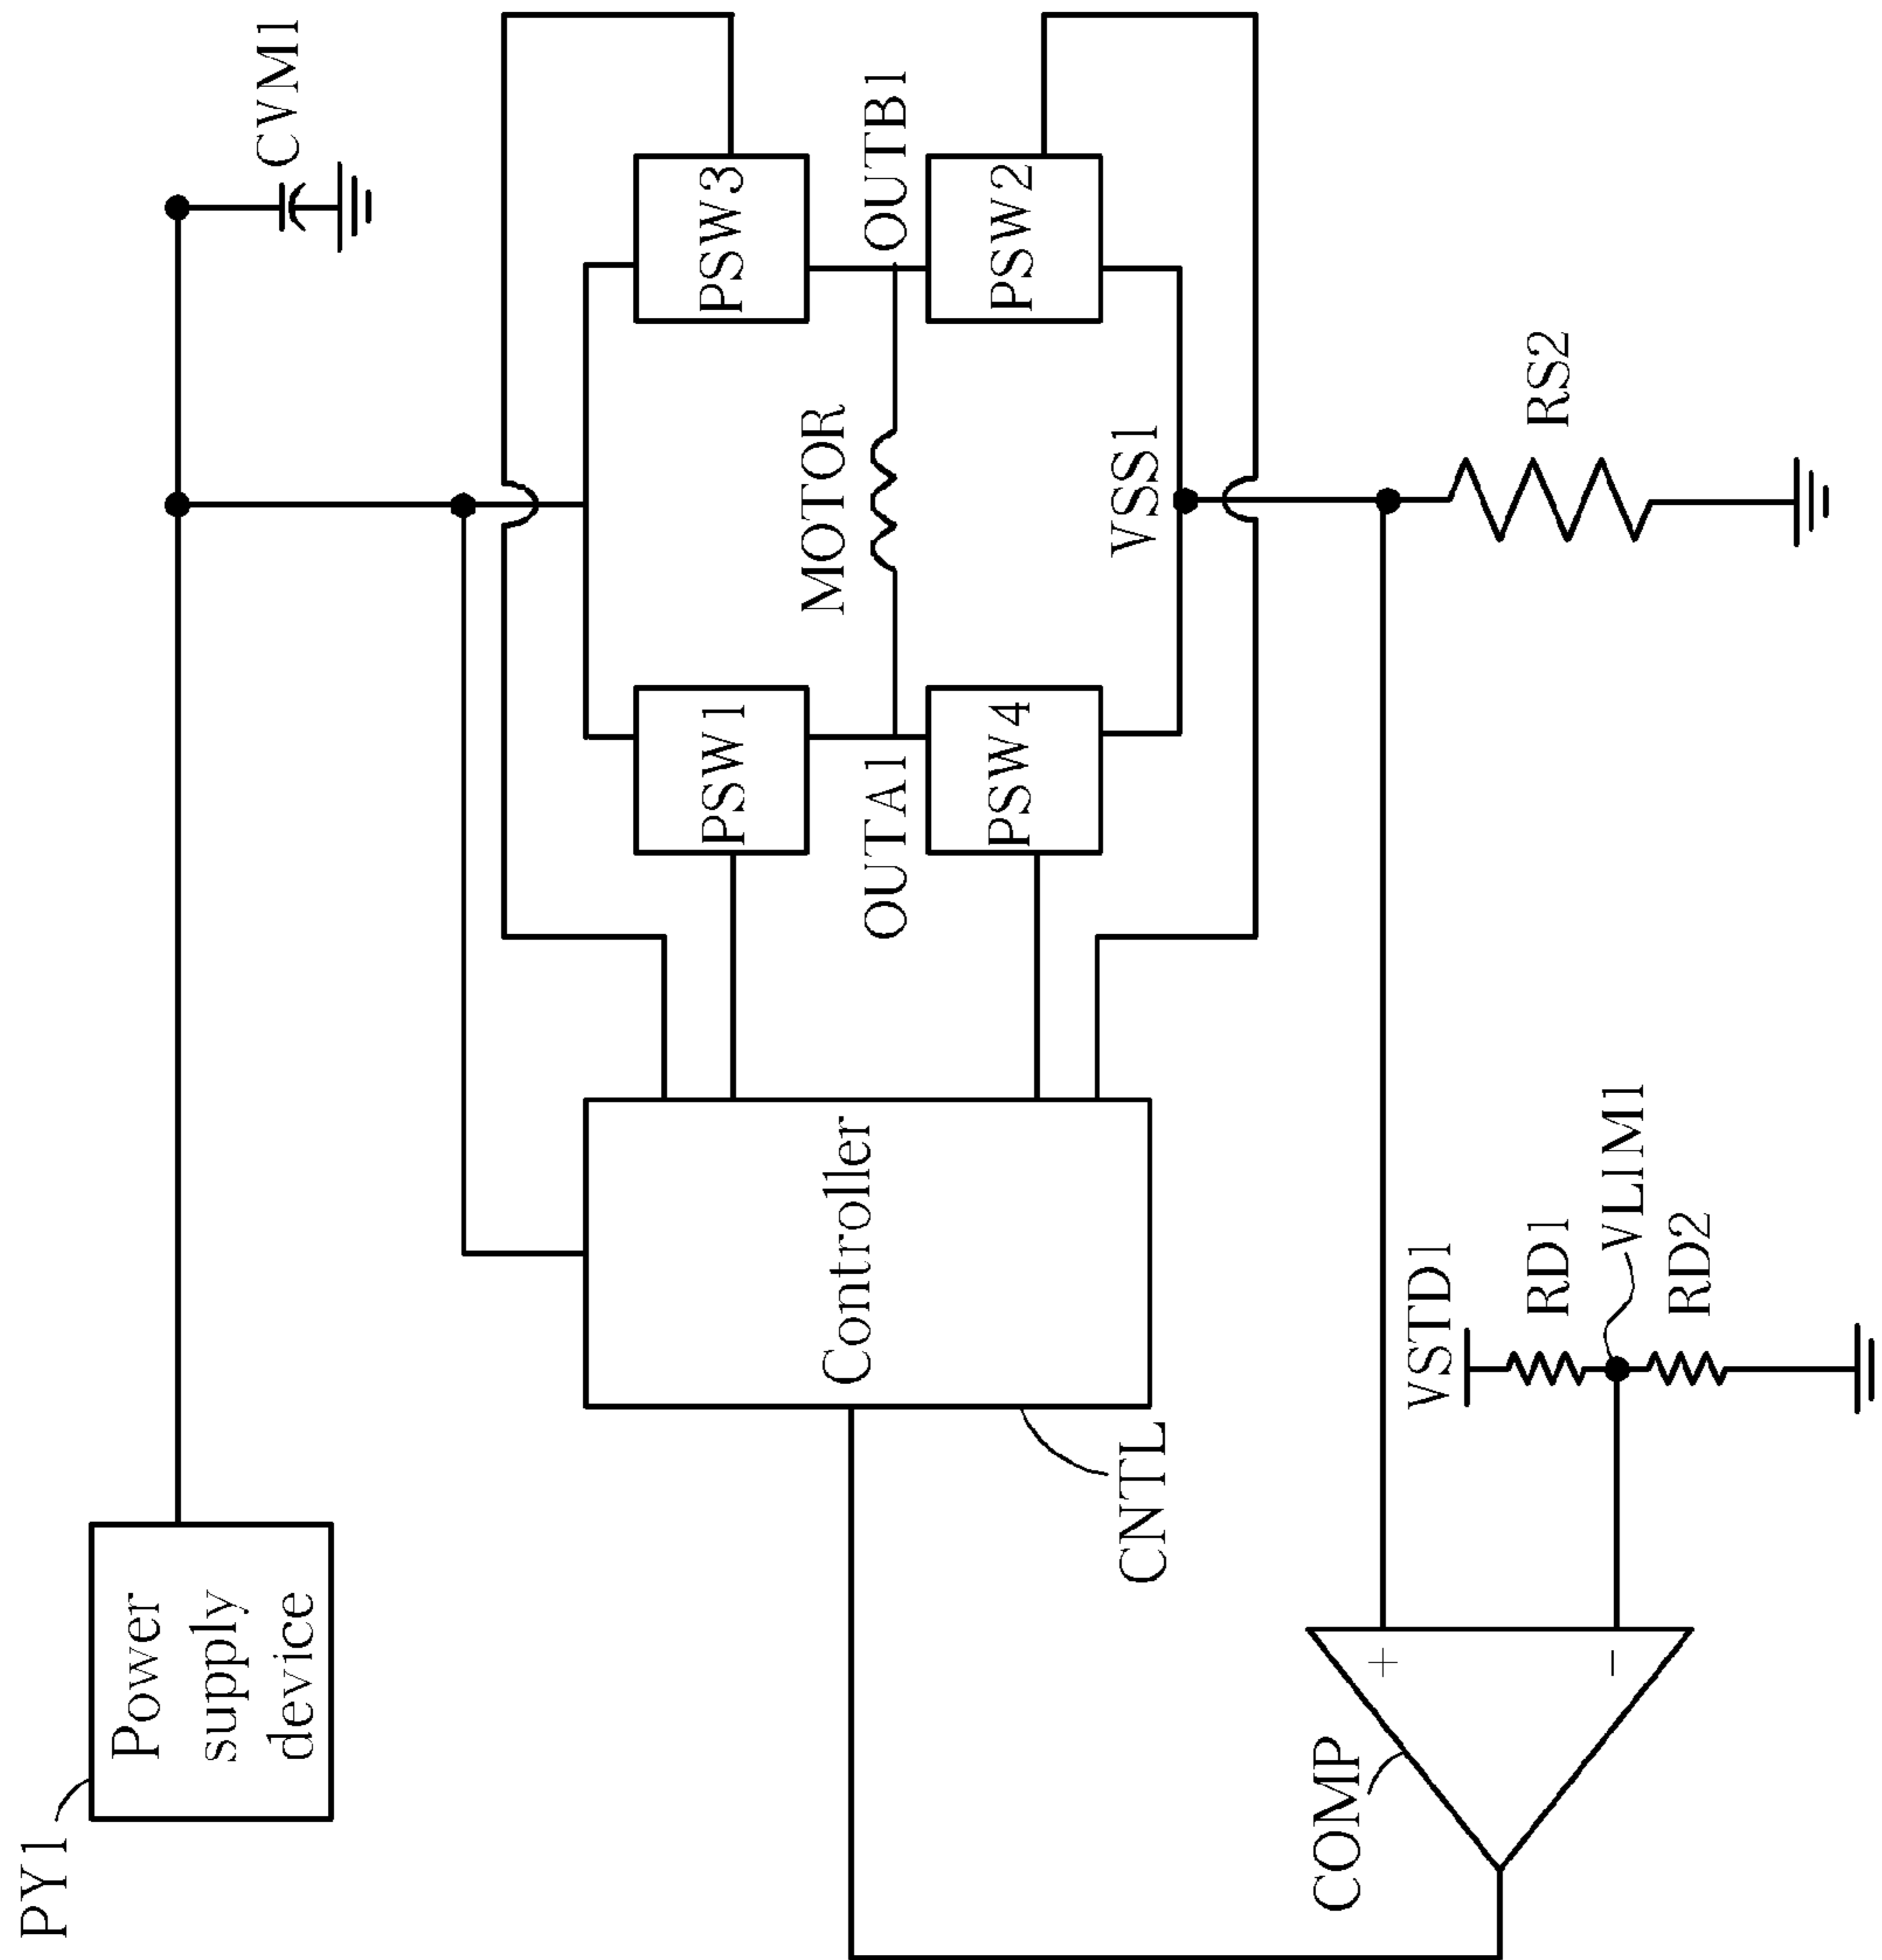 PY1
Power
supply
device
CVM1
PSW1
PSW3
MOTOR
OUTA1
OUTB1
PSW4
PSW2
VSS1
Controller
CNTL
RS2
COMP
+
-
VSTD1
RD1
VLIM1
RD2